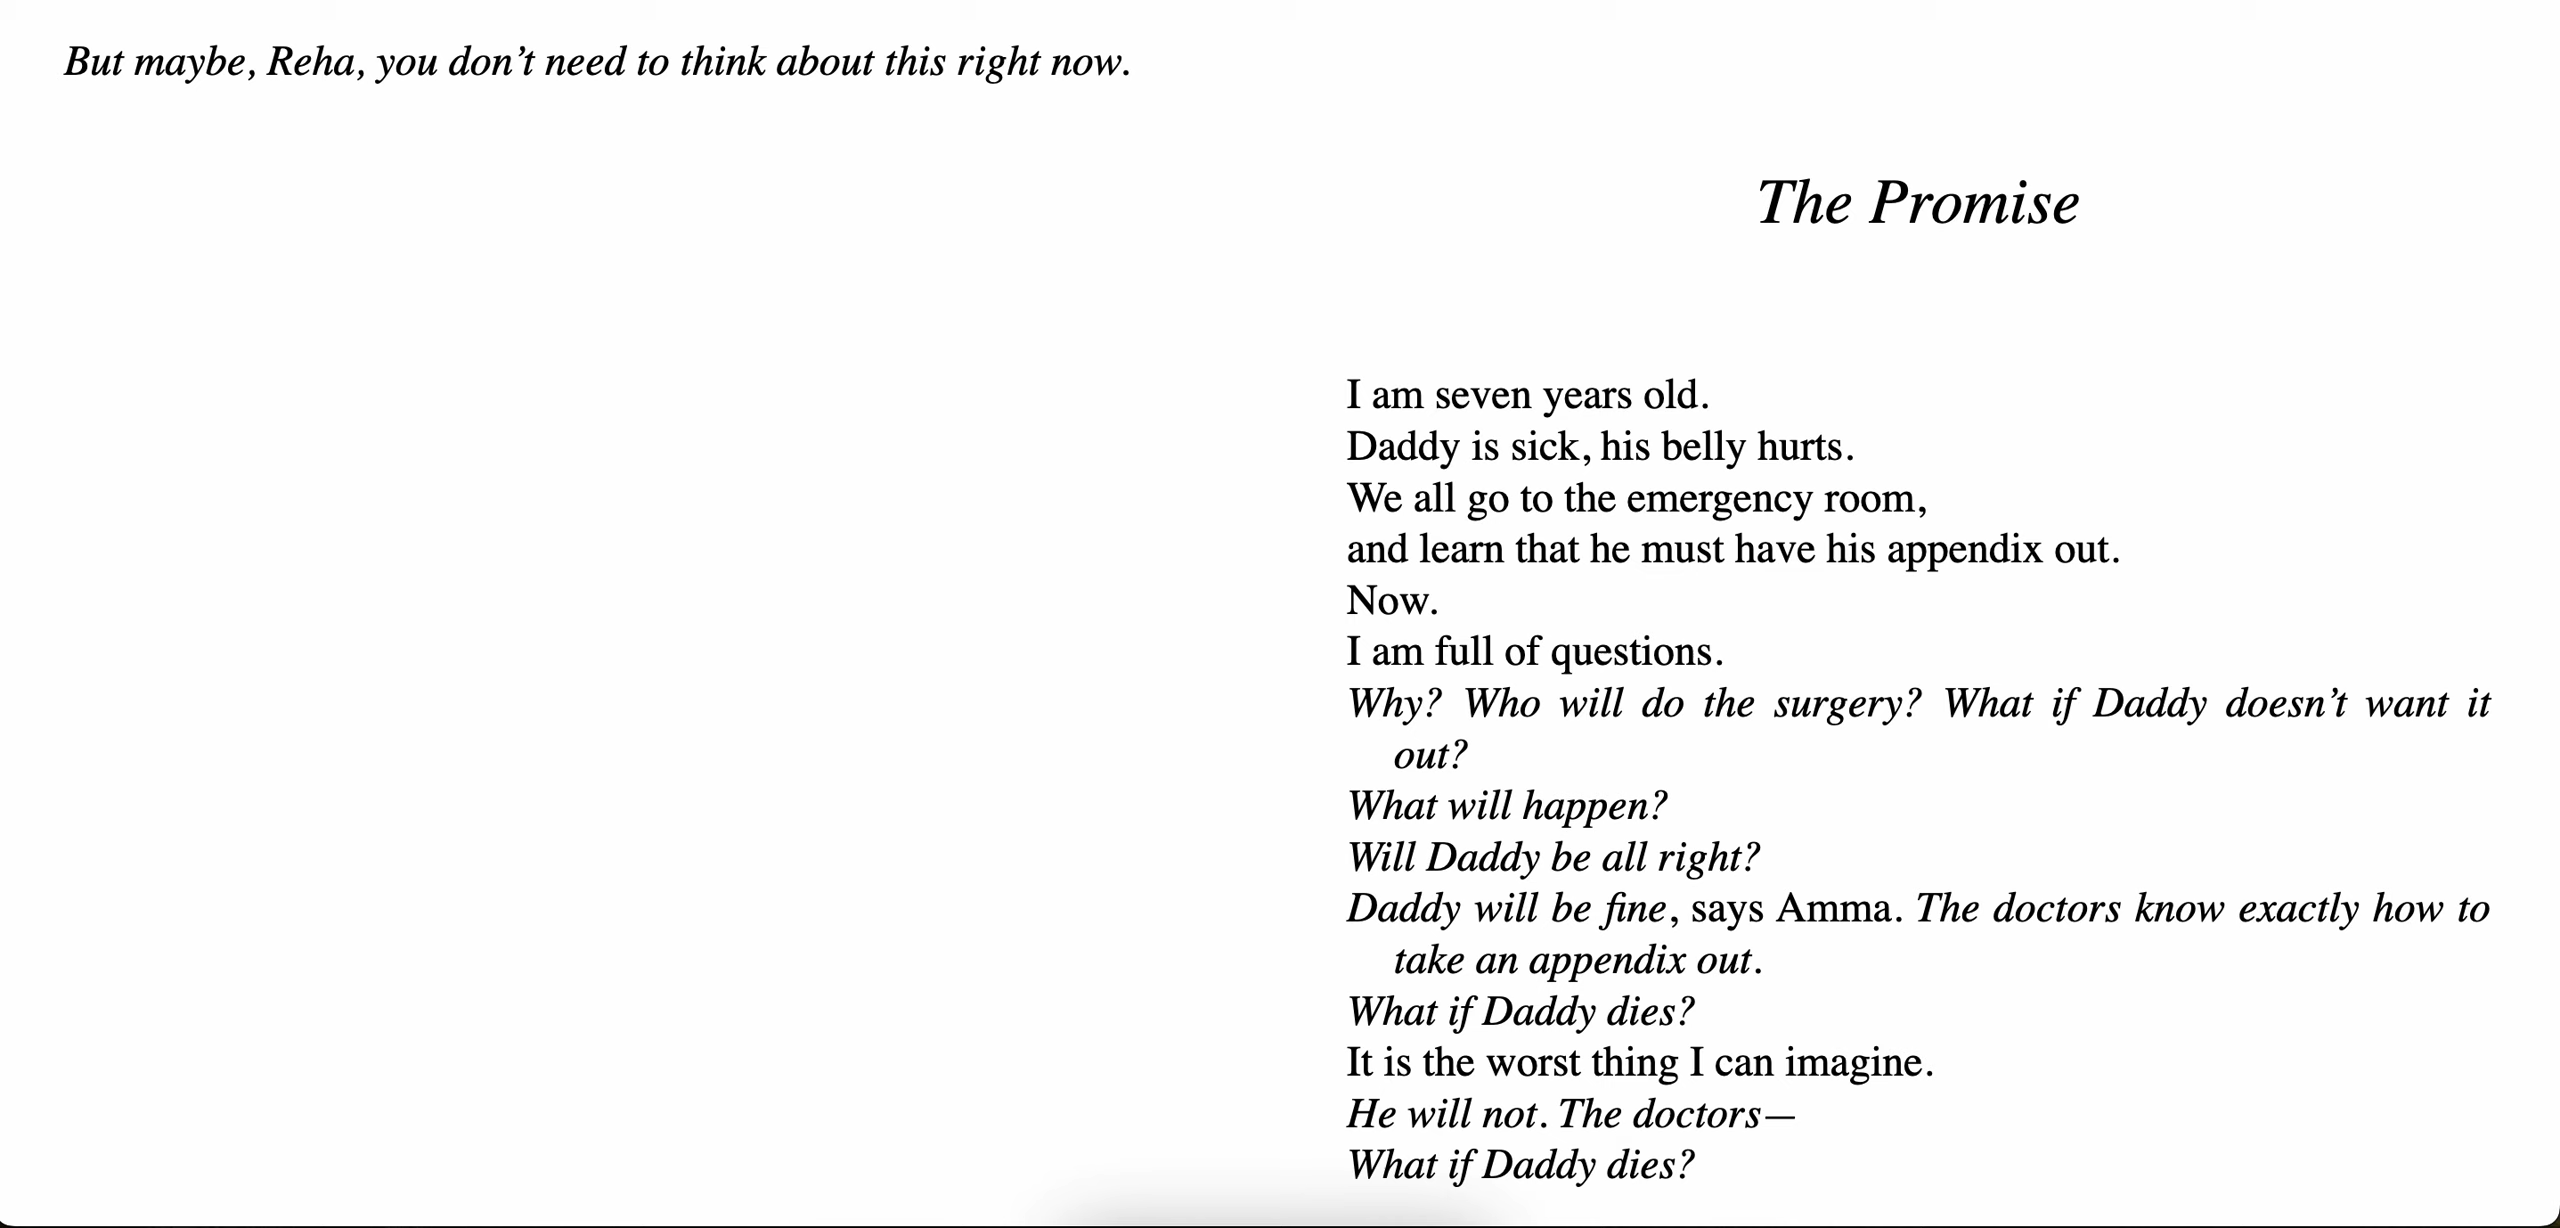 But maybe, Reha, you don’t need to think about this right now.
The Promise
I am seven years old.
Daddy is sick, his belly hurts.
We all go to the emergency room,
and learn that he must have his appendix out.
Now.
I am full of questions.
Why? Who will do the surgery? What if Daddy doesn’t want it
out?
What will happen?
Will Daddy be all right?
Daddy will be fine, says Amma. The doctors know exactly how to
take an appendix out.
What if Daddy dies?
It is the worst thing I can imagine.
He will not. The doctors—
What if Daddy dies?